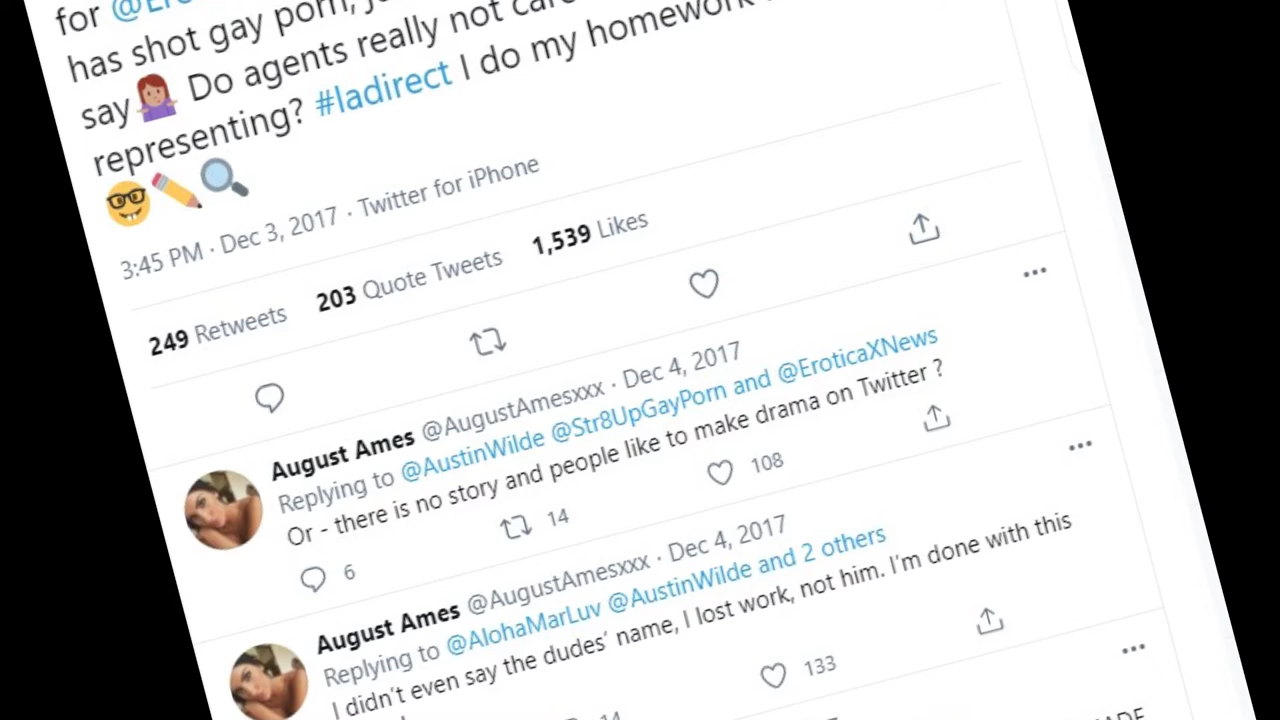 for
has shot gay porn,
say🤷🏽‍♀️ Do agents really not care
representing? #ladirect I do my homework
🤓✏️🔍
3:45 PM · Dec 3, 2017 · Twitter for iPhone
249 Retweets 203 Quote Tweets 1,539 Likes
August Ames @AugustAmesxxx · Dec 4, 2017
Replying to @AustinWilde @Str8UpGayPorn and @EroticaXNews
Or - there is no story and people like to make drama on Twitter ?
6 14 108
August Ames @AugustAmesxxx · Dec 4, 2017
Replying to @AlohaMarLuv @AustinWilde and 2 others
I didn't even say the dudes' name, I lost work, not him. I'm done with this
14 133